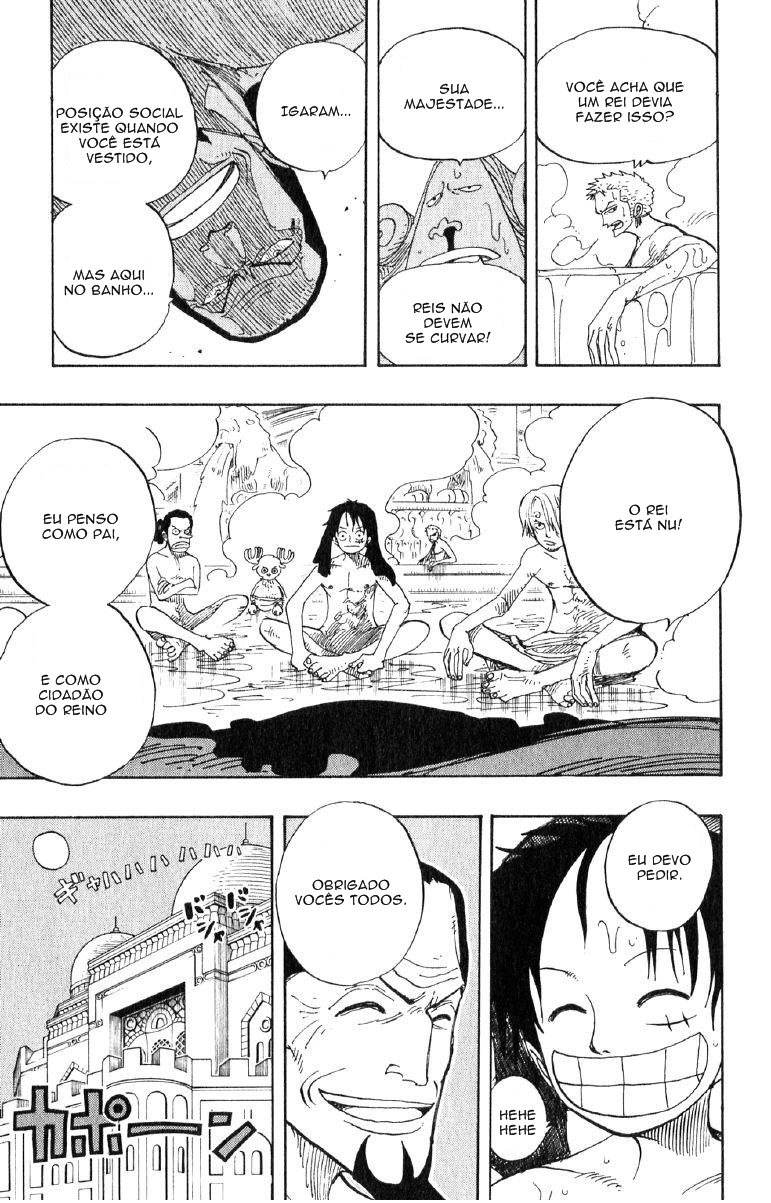 VOCÊ ACHA QUE
UM REI DEVIA
FAZER ISSO?
SUA
MAJESTADE...
REIS NÃO
DEVEM
SE CURVAR!
IGARAM...
POSIÇÃO SOCIAL
EXISTE QUANDO
VOCÊ ESTÁ
VESTIDO,
MAS AQUI
NO BANHO...
O REI
ESTÁ NU!
EU PENSO
COMO PAI,
E COMO
CIDADÃO
DO REINO
EU DEVO
PEDIR.
HEHE
HEHE
OBRIGADO
VOCÊS TODOS.
ギャハハハハハハ
ドドドド
カポーン